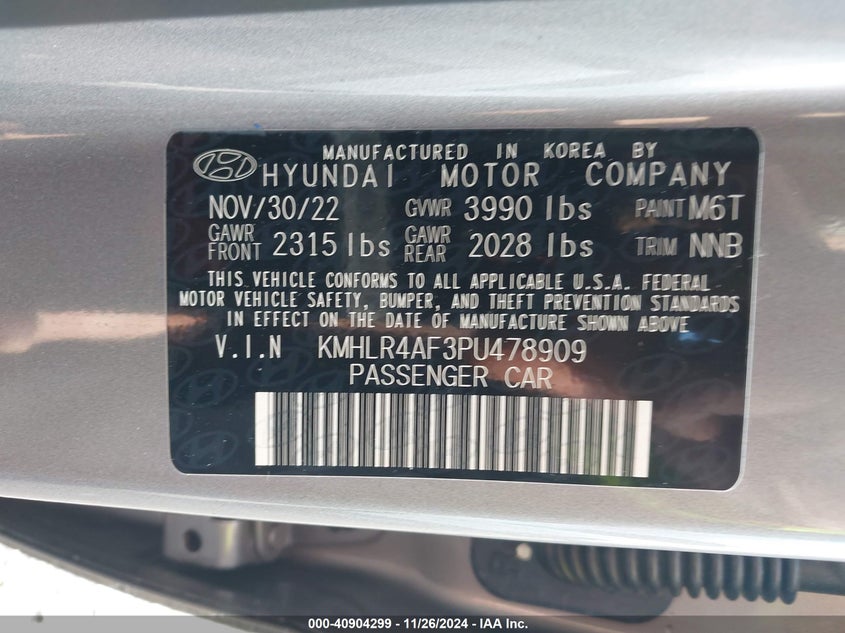 MANUFACTURED IN KOREA BY
HYUNDAI MOTOR COMPANY
NOV/30/22 GVWR 3990 lbs PAINT M6T
GAWR FRONT 2315 lbs GAWR REAR 2028 lbs TRIM NNB
THIS VEHICLE CONFORMS TO ALL APPLICABLE U.S.A. FEDERAL
MOTOR VEHICLE SAFETY, BUMPER, AND THEFT PREVENTION STANDARDS
IN EFFECT ON THE DATE OF MANUFACTURE SHOWN ABOVE
V.I.N KMHLR4AF3PU478909
PASSENGER CAR
000-40904299 - 11/26/2024 - IAA Inc.